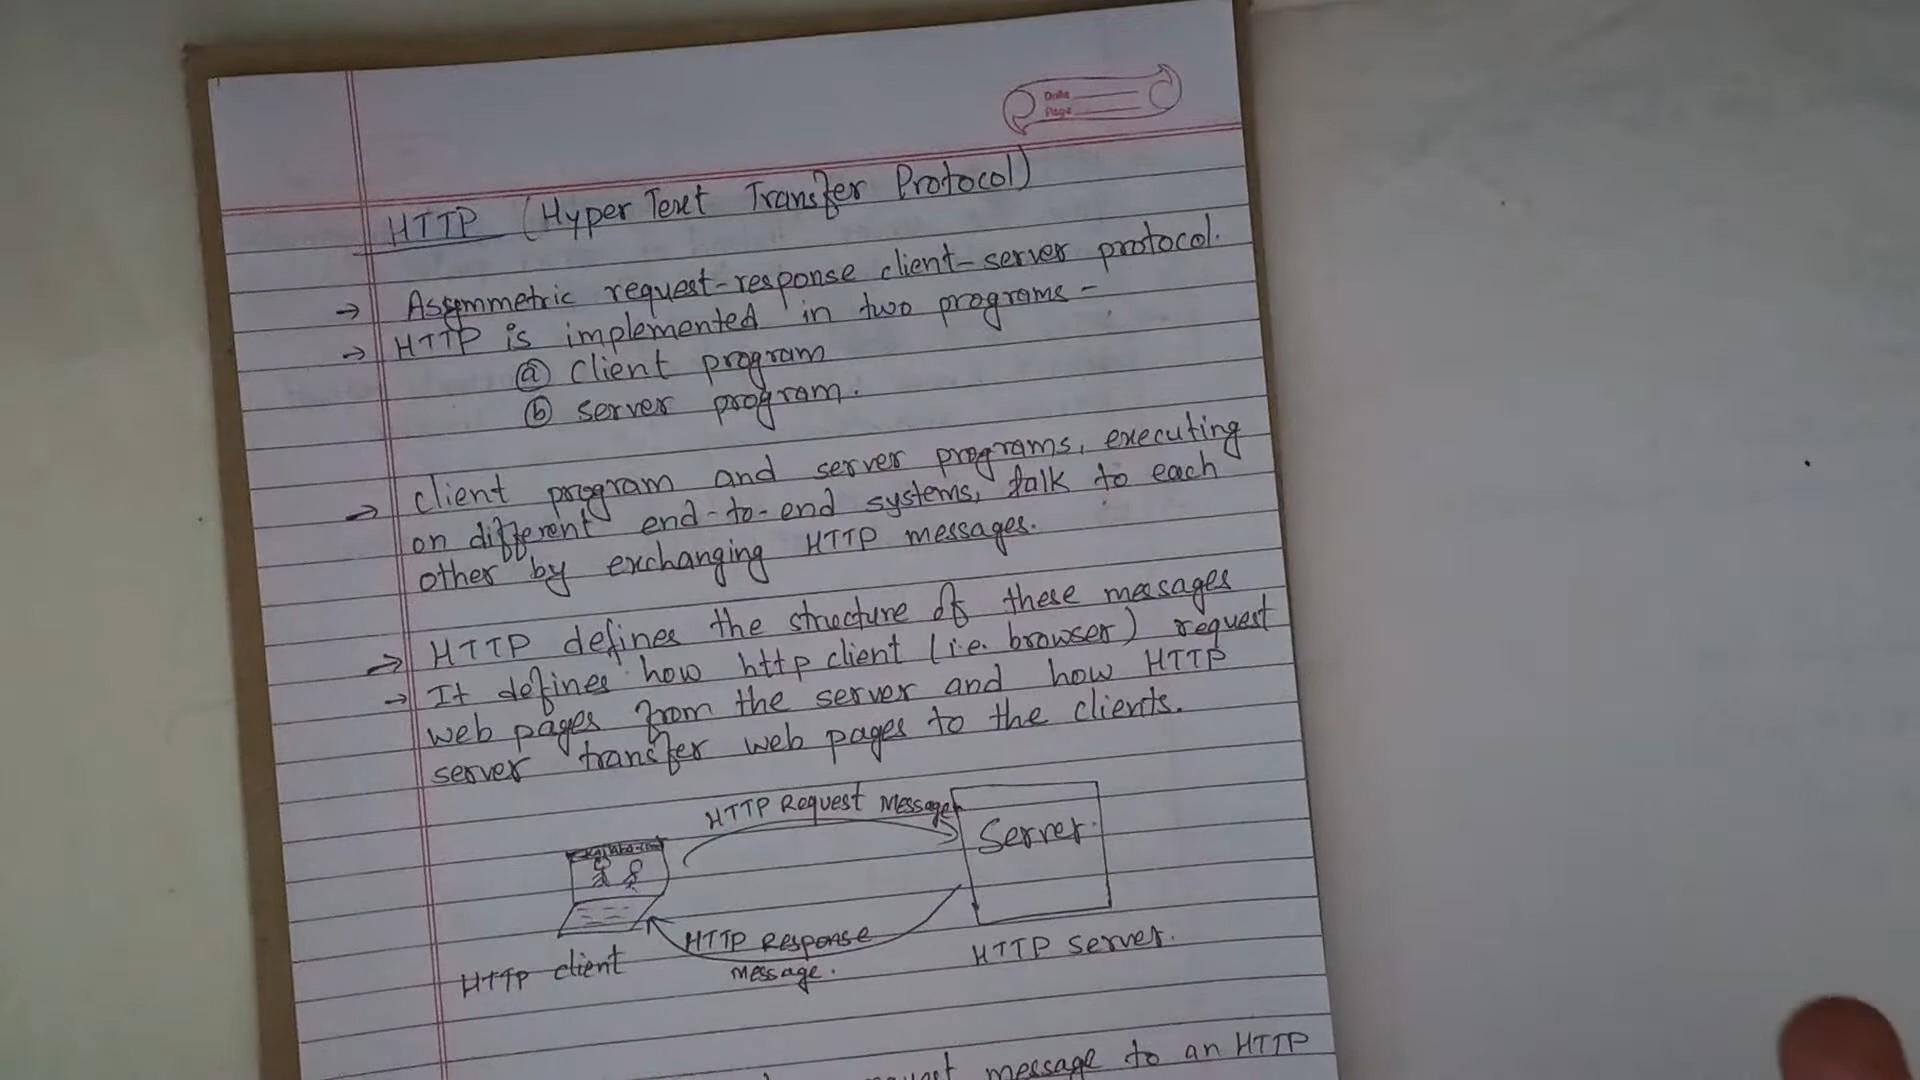 Date
Page
HTTP (Hyper Text Transfer Protocol)
→ Assymmetric request-response client-server protocol.
→ HTTP is implemented in two programs -
ⓐ Client program
ⓑ server program.
→ client program and server programs, executing
on different end-to-end systems, talk to each
other by exchanging HTTP messages.
→ HTTP defines the structure of these messages
→ It defines how http client (i.e. browser) request
web pages from the server and how HTTP
server transfer web pages to the clients.
HTTP Request Message
Server
HTTP Response
message.
HTTP client
HTTP server.
message to an HTTP